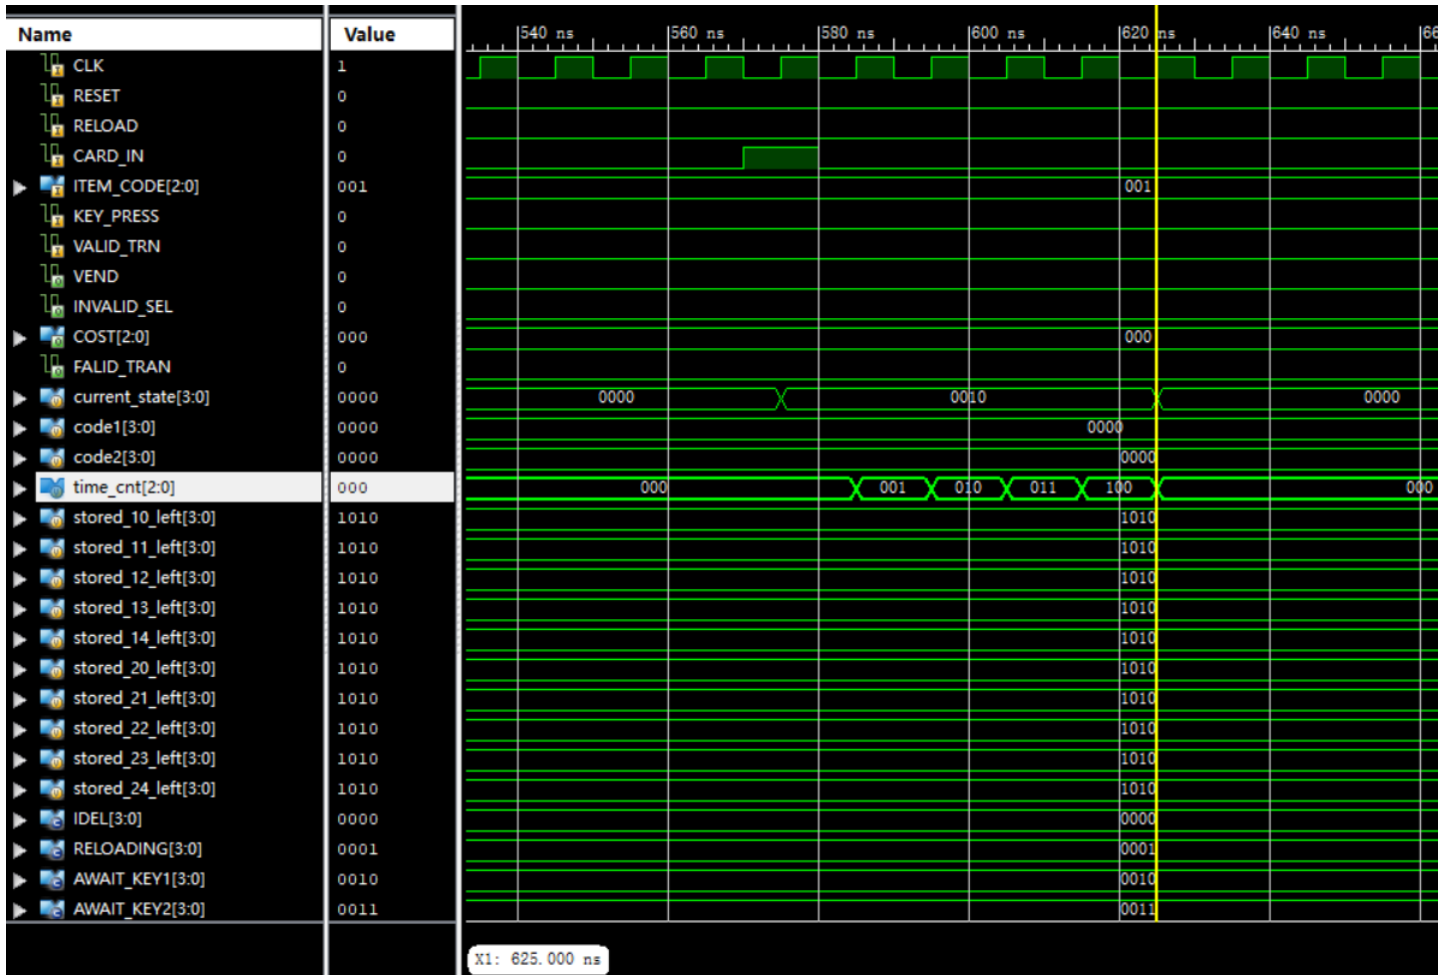 Name Value 540 ns 560 ns 580 ns 600 ns 620 ns 640 ns 66
CLK 1
RESET 0
RELOAD 0
CARD_IN 0
ITEM_CODE[2:0] 001 001
KEY_PRESS 0
VALID_TRN 0
VEND 0
INVALID_SEL 0
COST[2:0] 000 000
FALID_TRAN 0
current_state[3:0] 0000 0000 0010 0000
code1[3:0] 0000 0000
code2[3:0] 0000 0000
time_cnt[2:0] 000 000 001 010 011 100 000
stored_10_left[3:0] 1010 1010
stored_11_left[3:0] 1010 1010
stored_12_left[3:0] 1010 1010
stored_13_left[3:0] 1010 1010
stored_14_left[3:0] 1010 1010
stored_20_left[3:0] 1010 1010
stored_21_left[3:0] 1010 1010
stored_22_left[3:0] 1010 1010
stored_23_left[3:0] 1010 1010
stored_24_left[3:0] 1010 1010
IDEL[3:0] 0000 0000
RELOADING[3:0] 0001 0001
AWAIT_KEY1[3:0] 0010 0010
AWAIT_KEY2[3:0] 0011 0011
X1: 625.000 ns